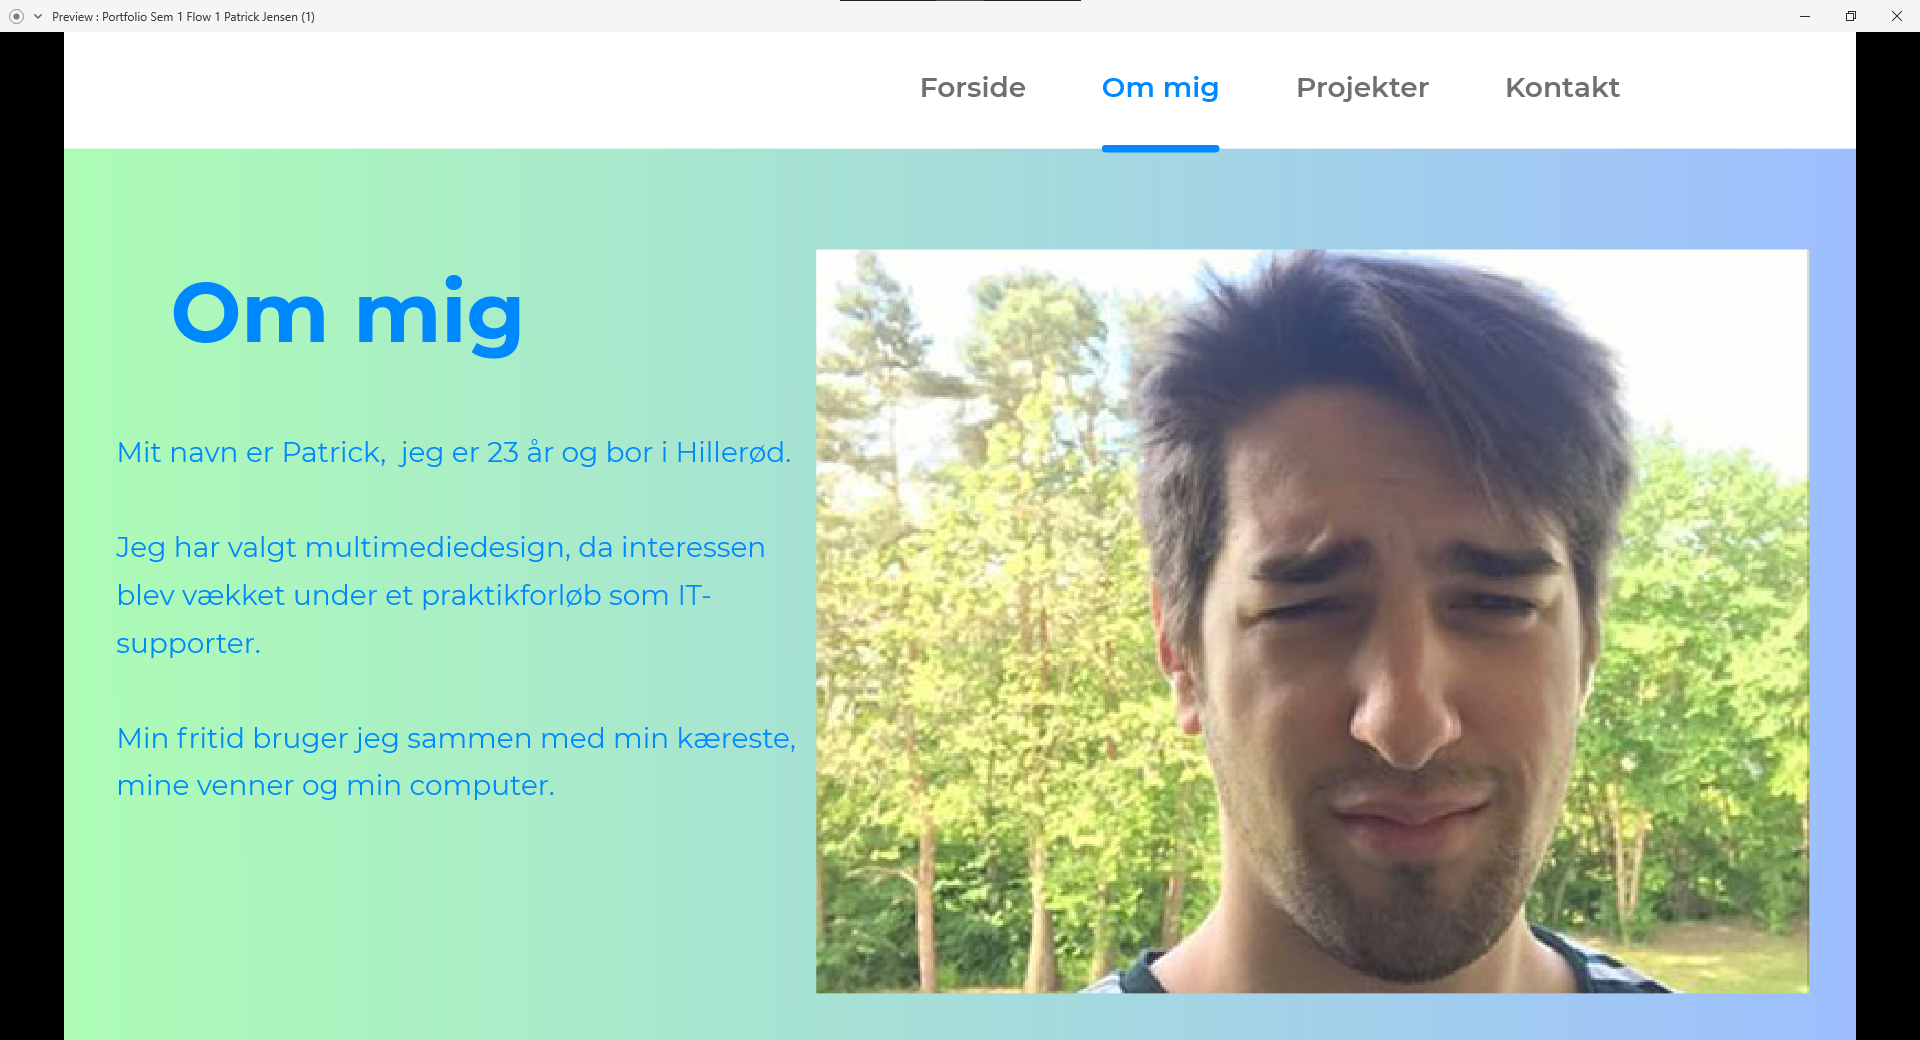 Preview : Portfolio Sem 1 Flow 1 Patrick Jensen (1)
Forside Om mig Projekter Kontakt
Om mig
Mit navn er Patrick,  jeg er 23 år og bor i Hillerød.
Jeg har valgt multimediedesign, da interessen
blev vækket under et praktikforløb som IT-
supporter.
Min fritid bruger jeg sammen med min kæreste,
mine venner og min computer.